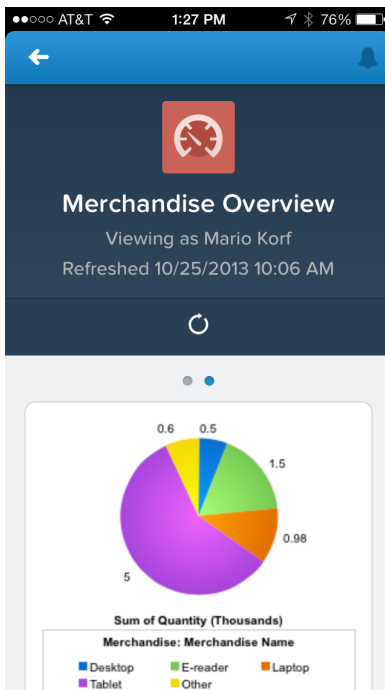 AT&T 1:27 PM 76%
Merchandise Overview
Viewing as Mario Korf
Refreshed 10/25/2013 10:06 AM
0.6 0.5
1.5
0.98
5
Sum of Quantity (Thousands)
Merchandise: Merchandise Name
Desktop E-reader Laptop
Tablet Other